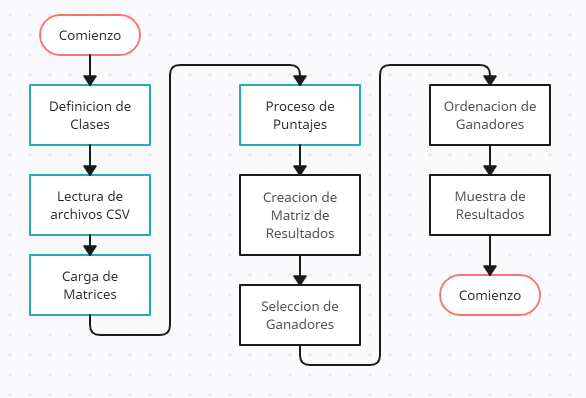 Comienzo
Definicion de
Clases
Lectura de
archivos CSV
Carga de
Matrices
Proceso de
Puntajes
Creacion de
Matriz de
Resultados
Seleccion de
Ganadores
Ordenacion de
Ganadores
Muestra de
Resultados
Comienzo